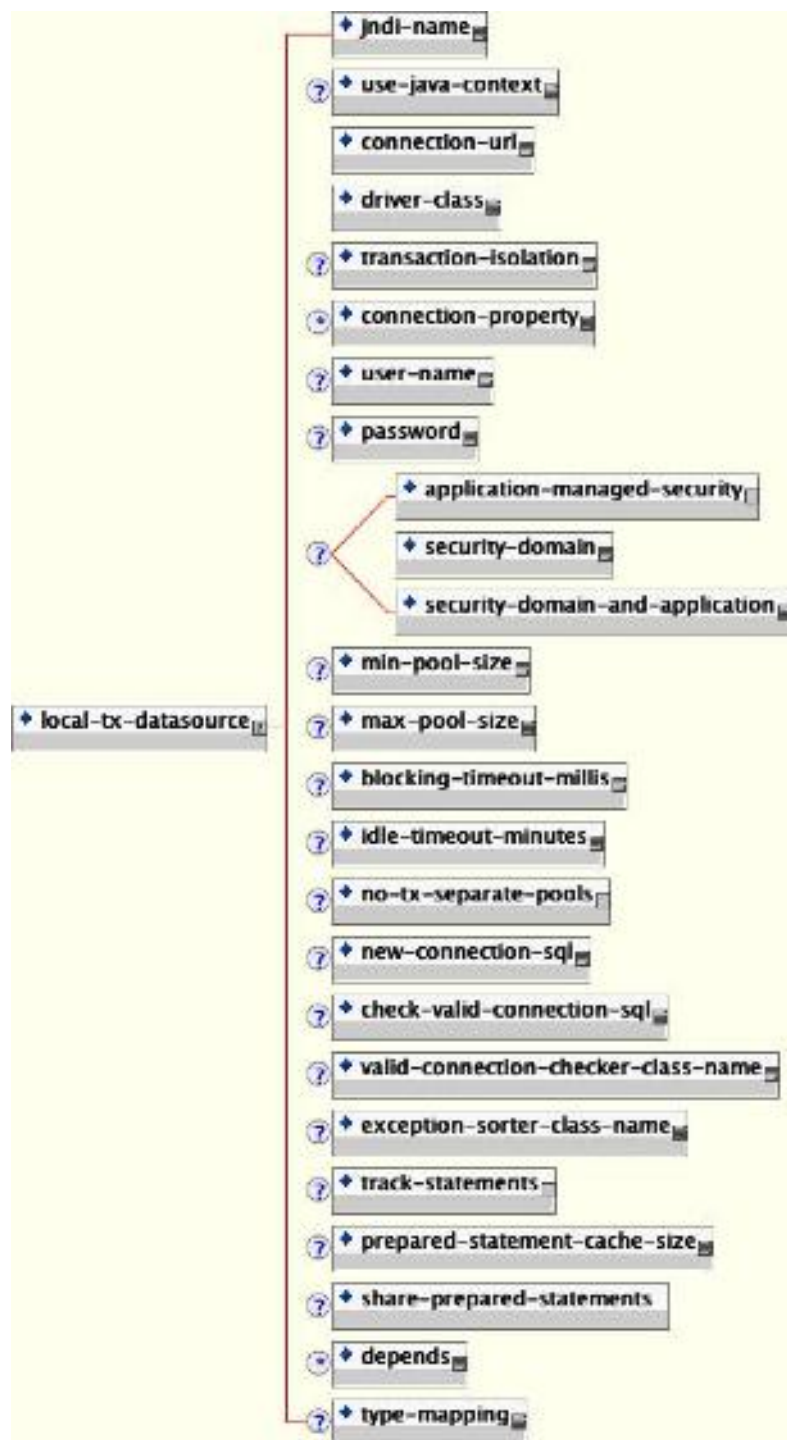 jndi-name
? use-java-context
connection-url
driver-class
? transaction-isolation
* connection-property
? user-name
? password
application-managed-security
? security-domain
security-domain-and-application
? min-pool-size
local-tx-datasource
? max-pool-size
? blocking-timeout-millis
? idle-timeout-minutes
? no-tx-separate-pools
? new-connection-sql
? check-valid-connection-sql
? valid-connection-checker-class-name
? exception-sorter-class-name
? track-statements
? prepared-statement-cache-size
? share-prepared-statements
* depends
? type-mapping